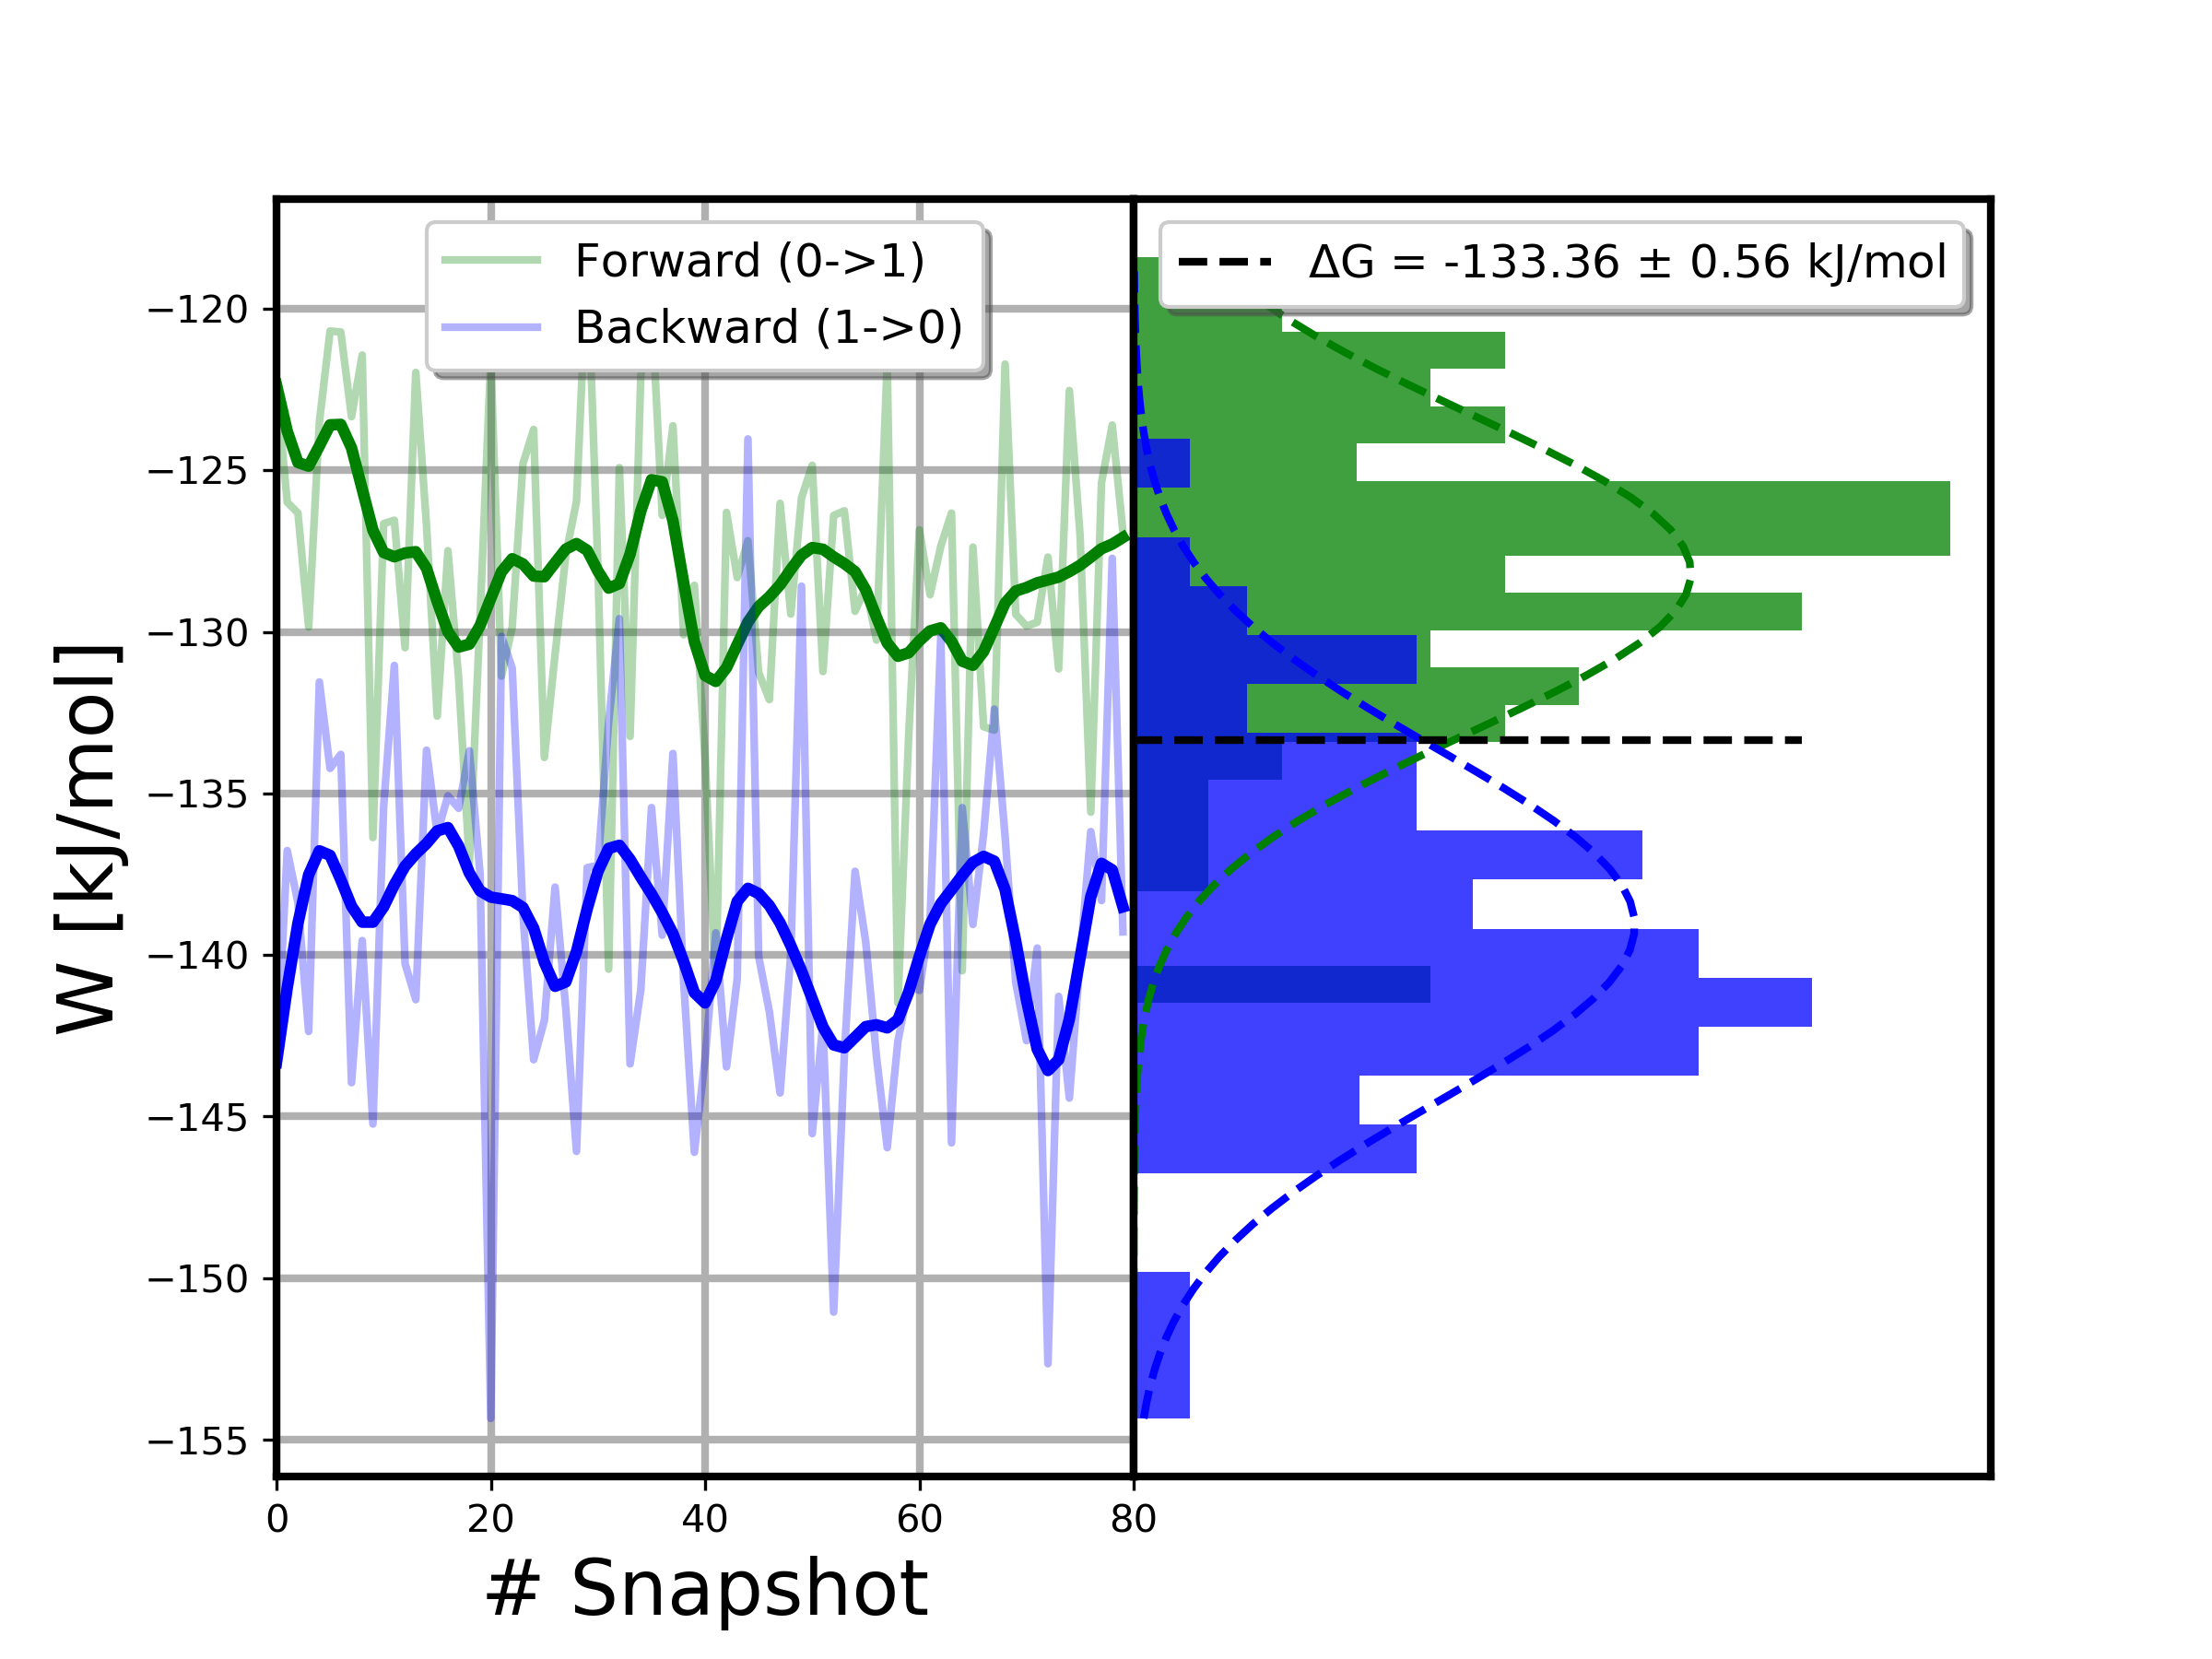 Forward (0->1)
Backward (1->0)
ΔG = -133.36 ± 0.56 kJ/mol
W [kJ/mol]
−120
−125
−130
−135
−140
−145
−150
−155
0 20 40 60 80
# Snapshot